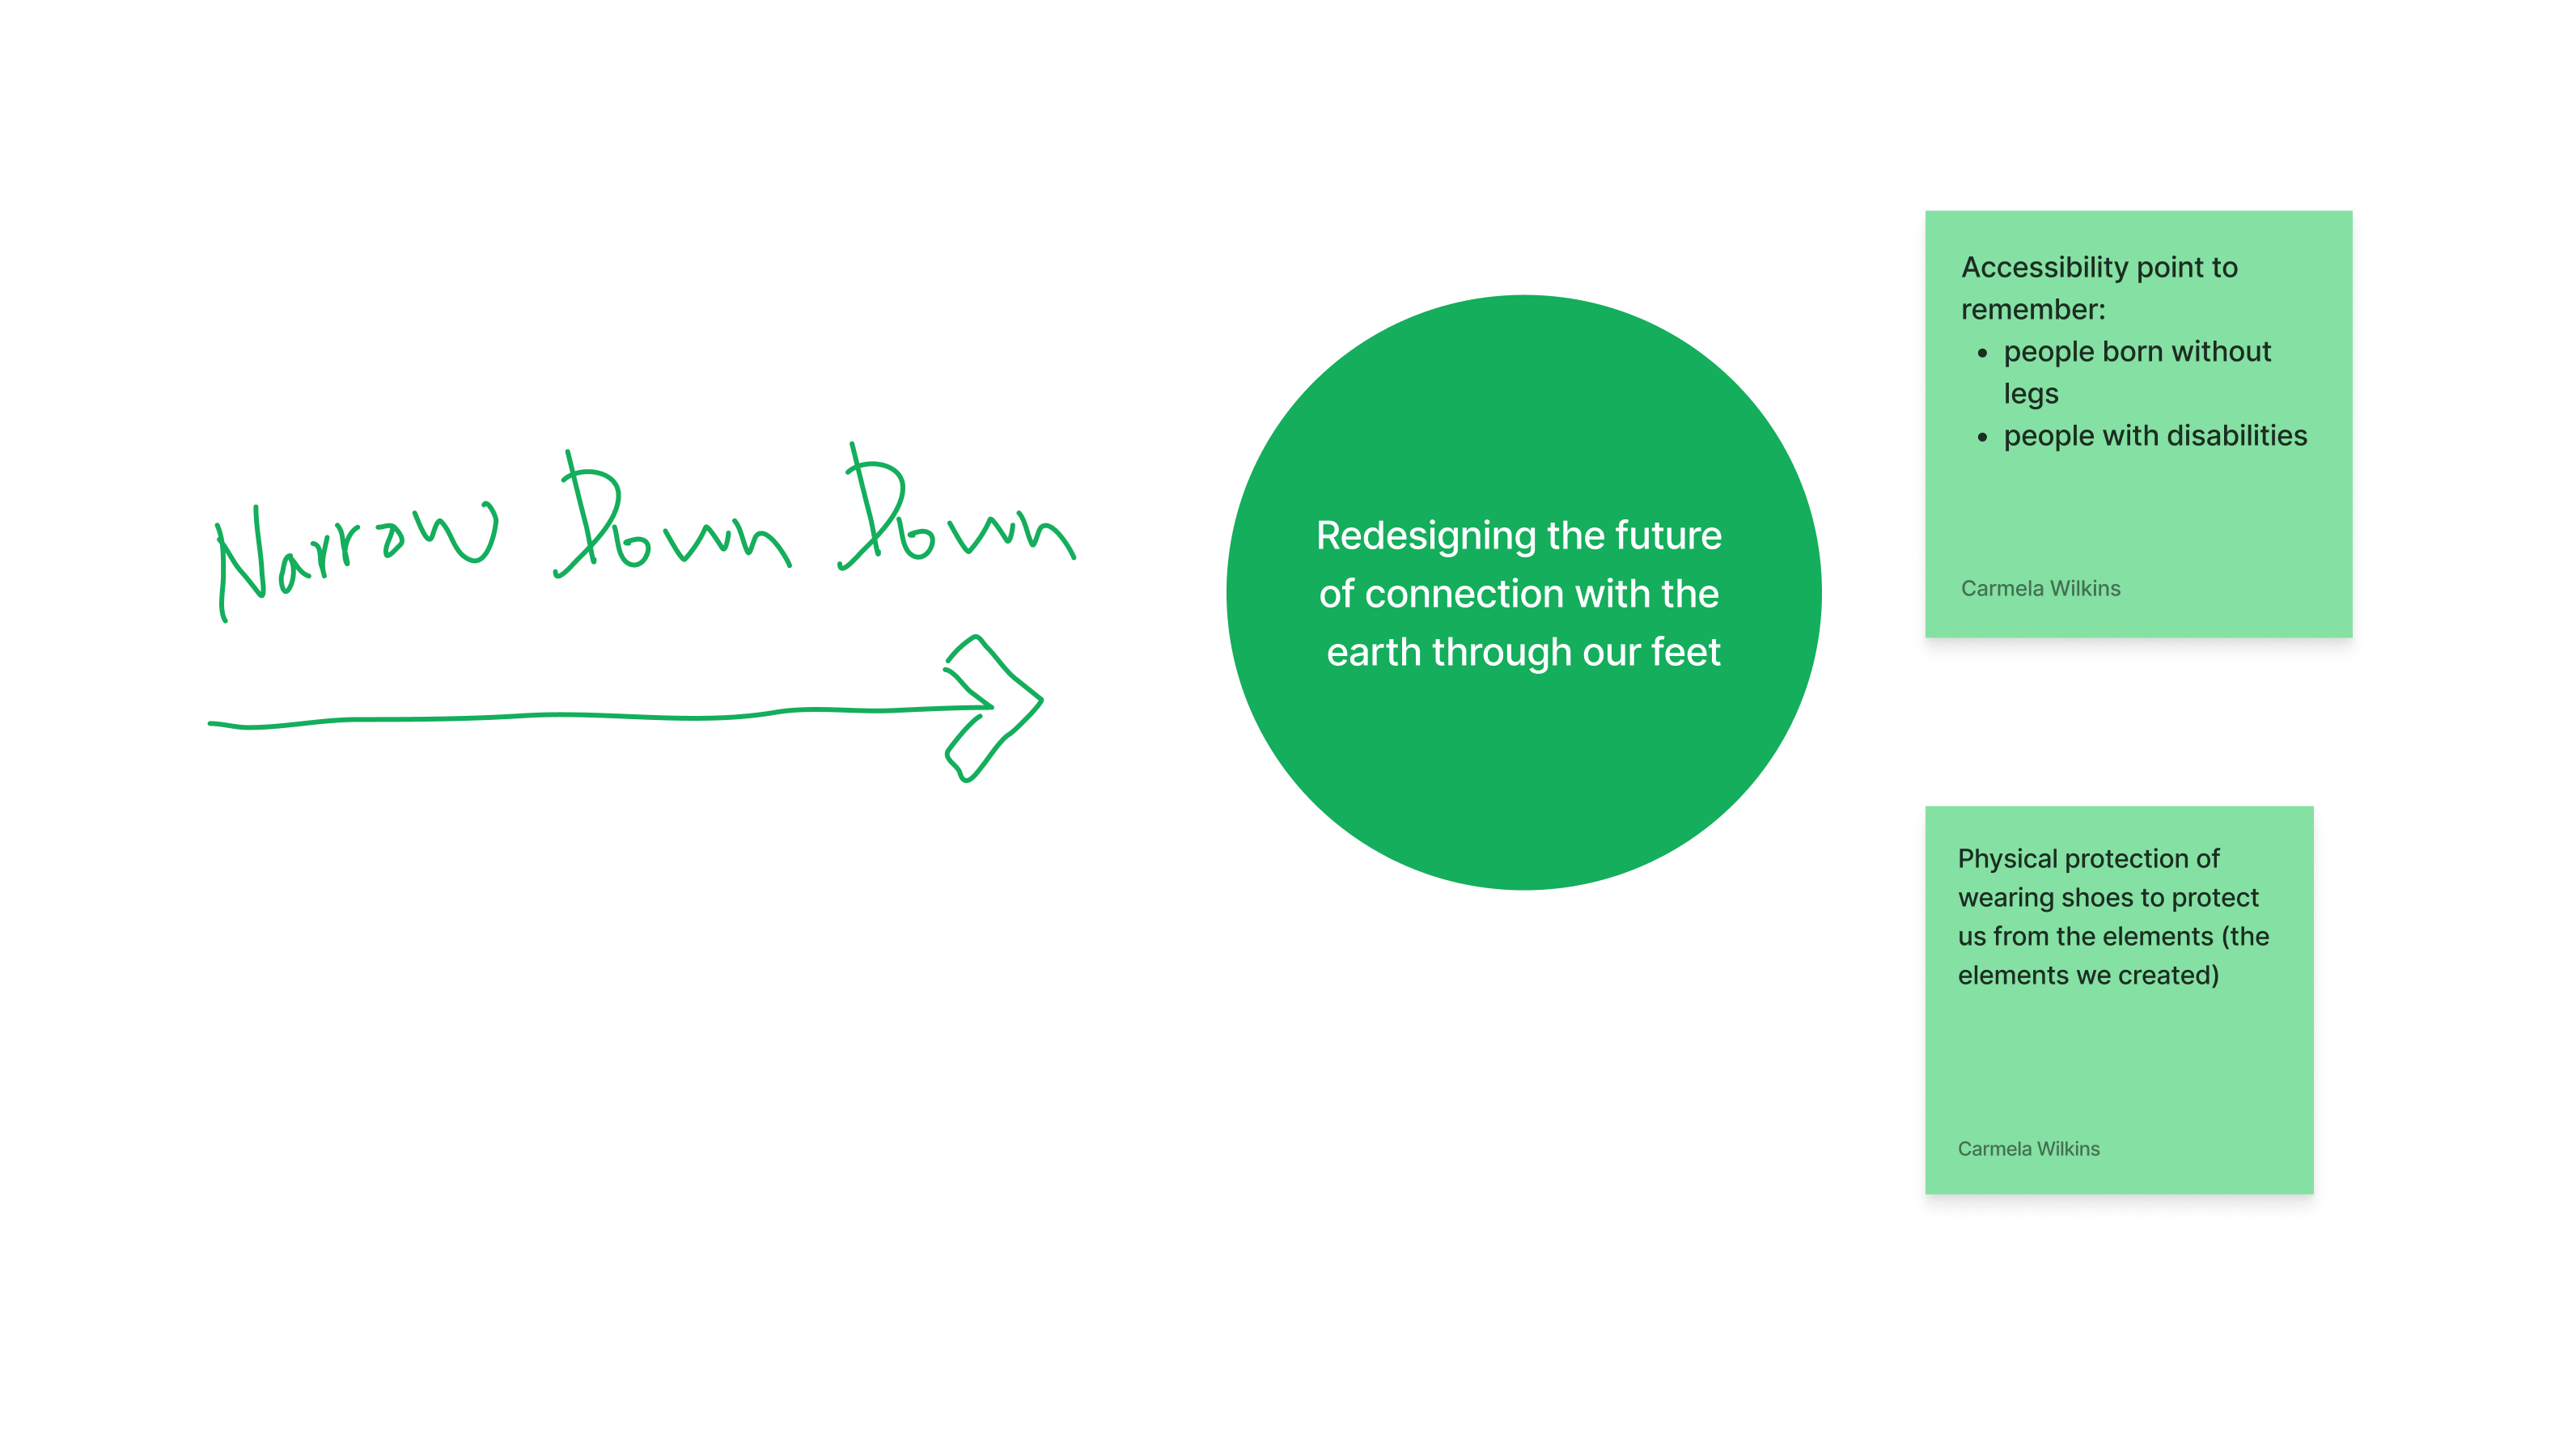 Narrow Down Down
Redesigning the future
of connection with the
earth through our feet
Accessibility point to
remember:
• people born without
legs
• people with disabilities
Carmela Wilkins
Physical protection of
wearing shoes to protect
us from the elements (the
elements we created)
Carmela Wilkins